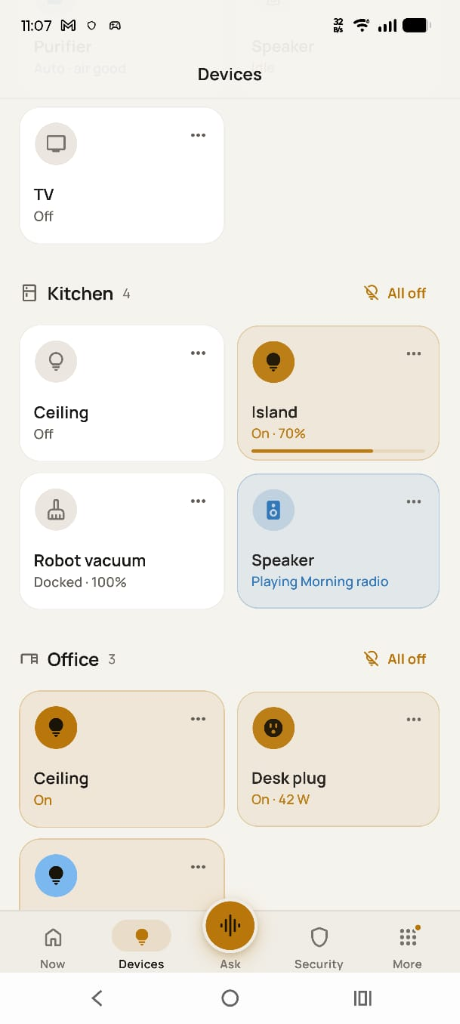 11:07
32 B/s
Purifier
Speaker
Auto · air good
Idle
Devices
TV
Off
Kitchen 4
All off
Ceiling
Off
Island
On · 70%
Robot vacuum
Docked · 100%
Speaker
Playing Morning radio
Office 3
All off
Ceiling
On
Desk plug
On · 42 W
Now
Devices
Ask
Security
More